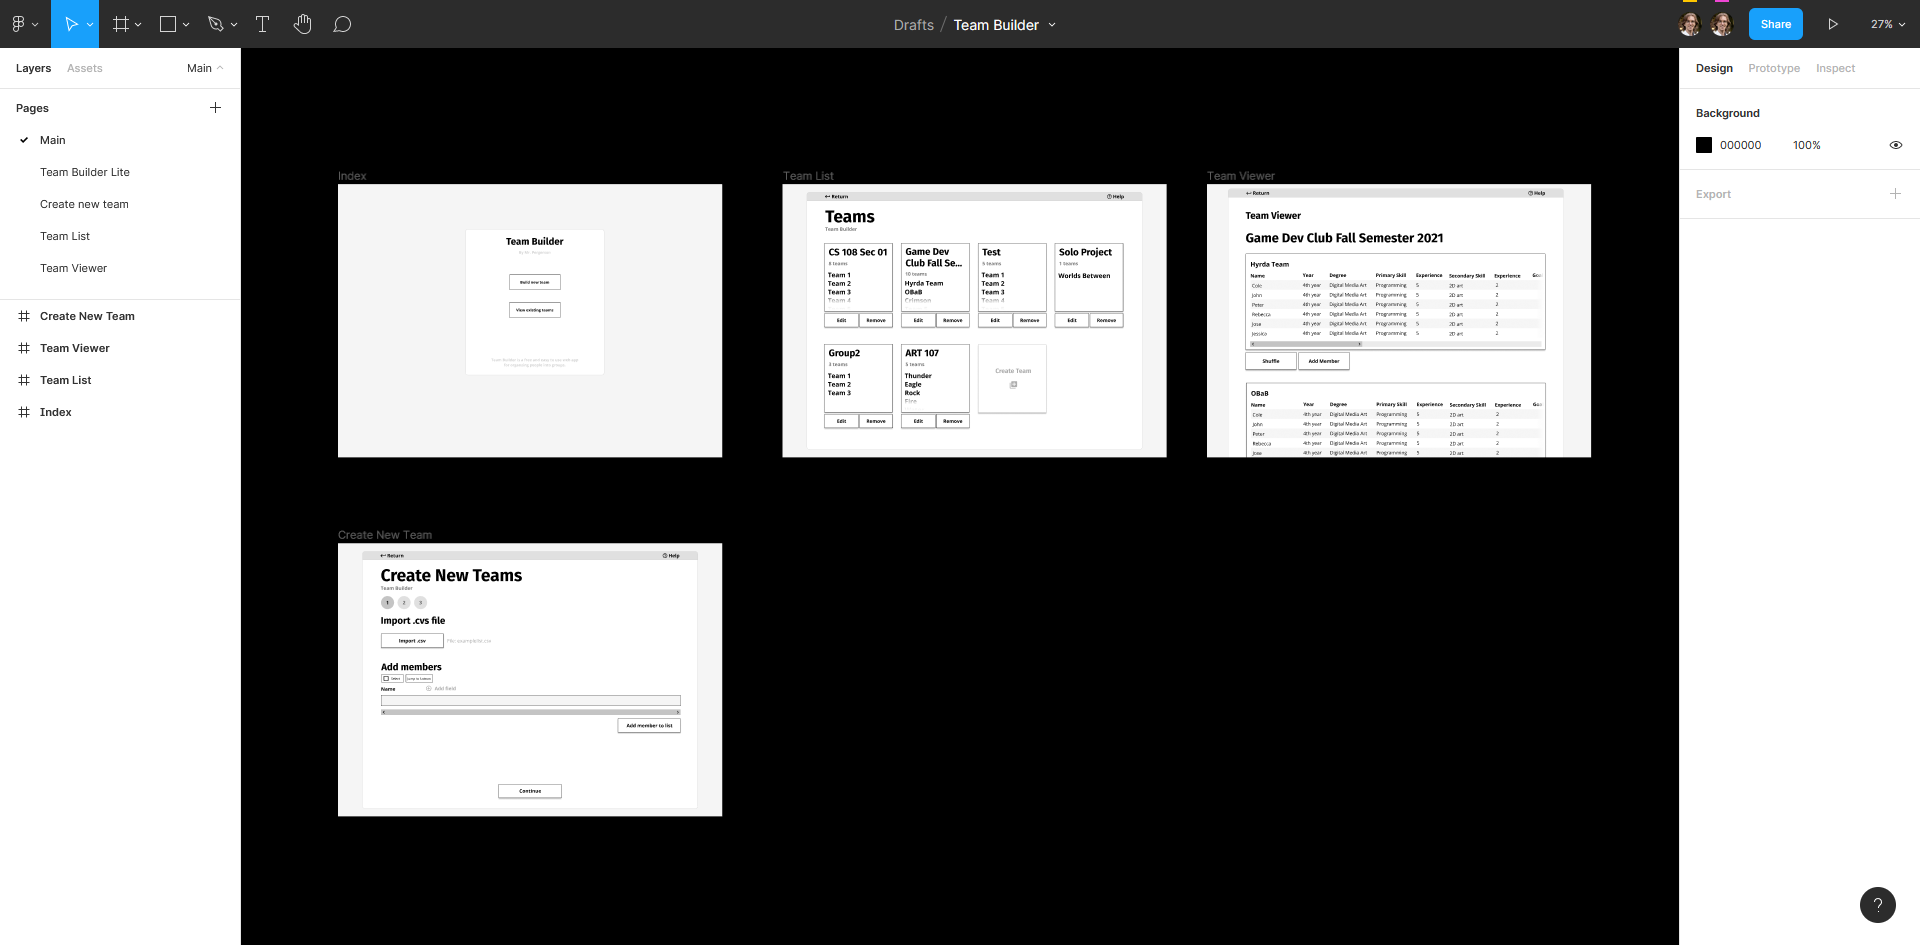 Drafts / Team Builder
Share
27%
Layers Assets Main
Pages
Main
Team Builder Lite
Create new team
Team List
Team Viewer
Create New Team
Team Viewer
Team List
Index
Design Prototype Inspect
Background
000000 100%
Export
Index
Team Builder
Build new team
View existing teams
Team List
Return Help
Teams
Team Builder
CS 108 Sec 01
8 teams
Team 1
Team 2
Team 3
Team 4
Edit Remove
Game Dev
Club Fall Se...
10 teams
Hyrda Team
OBaB
Crimson
Edit Remove
Test
5 teams
Team 1
Team 2
Team 3
Team 4
Edit Remove
Solo Project
1 teams
Worlds Between
Edit Remove
Group2
3 teams
Team 1
Team 2
Team 3
Edit Remove
ART 107
5 teams
Thunder
Eagle
Rock
Edit Remove
Create Team
Team Viewer
Return Help
Team Viewer
Game Dev Club Fall Semester 2021
Hyrda Team
Name Year Degree Primary Skill Experience Secondary Skill Experience
Cole 4th year Digital Media Art Programming 5 2D art 2
John 4th year Digital Media Art Programming 5 2D art 2
Peter 4th year Digital Media Art Programming 5 2D art 2
Rebecca 4th year Digital Media Art Programming 5 2D art 2
Jose 4th year Digital Media Art Programming 5 2D art 2
Jessica 4th year Digital Media Art Programming 5 2D art 2
Shuffle Add Member
OBaB
Name Year Degree Primary Skill Experience Secondary Skill Experience
Cole 4th year Digital Media Art Programming 5 2D art 2
John 4th year Digital Media Art Programming 5 2D art 2
Peter 4th year Digital Media Art Programming 5 2D art 2
Rebecca 4th year Digital Media Art Programming 5 2D art 2
Jose 4th year Digital Media Art Programming 5 2D art 2
Create New Team
Return Help
Create New Teams
Team Builder
1 2 3
Import .cvs file
Import .csv
Add members
Select Jump to bottom
Name Add field
Add member to list
Continue
?